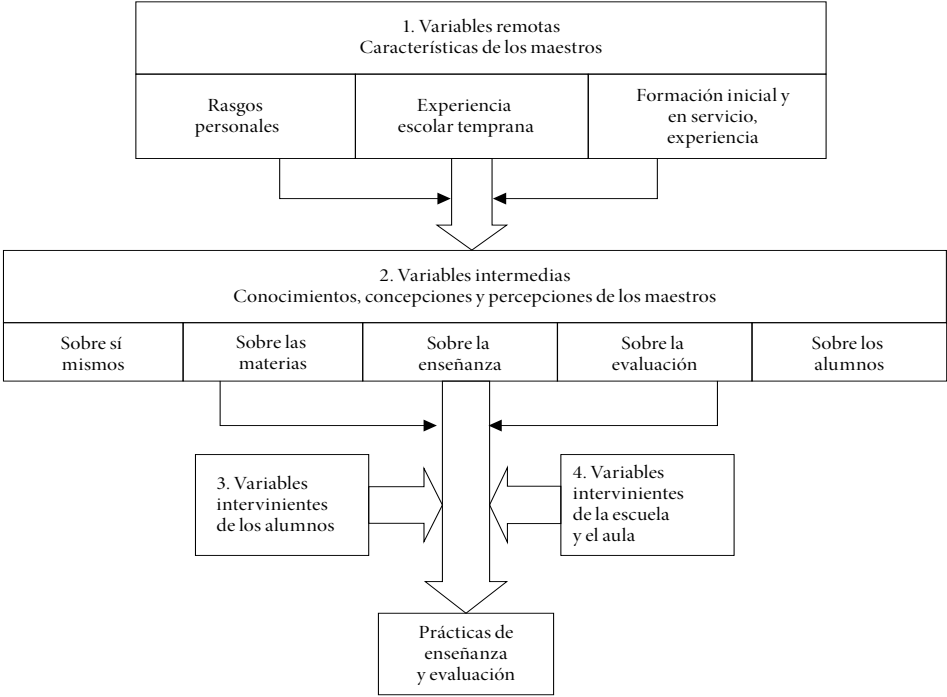 1. Variables remotas
Características de los maestros
Rasgos
personales
Experiencia
escolar temprana
Formación inicial y
en servicio,
experiencia
2. Variables intermedias
Conocimientos, concepciones y percepciones de los maestros
Sobre sí
mismos
Sobre las
materias
Sobre la
enseñanza
Sobre la
evaluación
Sobre los
alumnos
3. Variables
intervinientes
de los alumnos
4. Variables
intervinientes
de la escuela
y el aula
Prácticas de
enseñanza
y evaluación